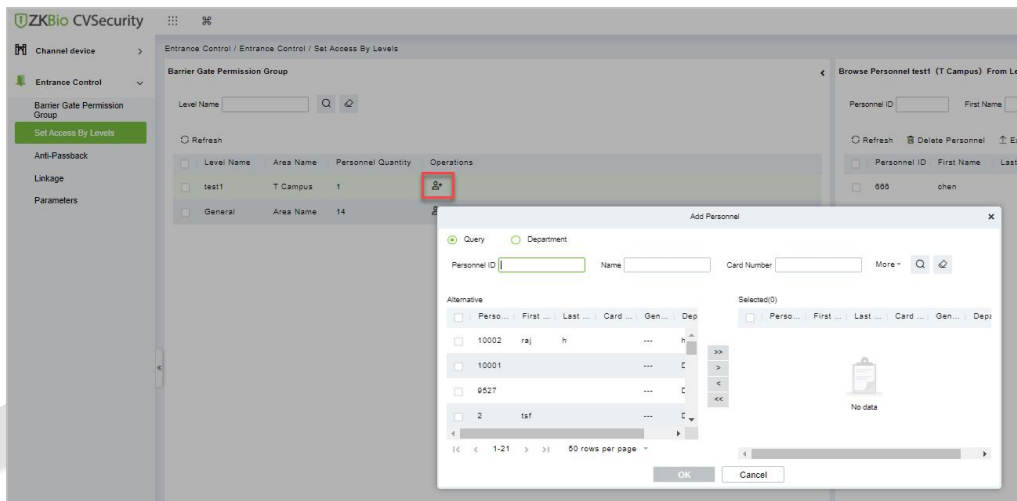 ZKBio CVSecurity
Channel device
Entrance Control
Barrier Gate Permission
Group
Set Access By Levels
Anti-Passback
Linkage
Parameters
Entrance Control / Entrance Control / Set Access By Levels
Barrier Gate Permission Group
Level Name
Refresh
Level Name Area Name Personnel Quantity Operations
test1 T Campus 1
General Area Name 14
Browse Personnel test1 (T Campus) From Le
Personnel ID First Name
Refresh Delete Personnel Ex
Personnel ID First Name Last
666 chen
Add Personnel
Query Department
Personnel ID Name Card Number More
Alternative
Perso... First ... Last ... Card ... Gen... Dep
10002 raj h --- h
10001 --- D
9527 --- D
2 tsf ---
1-21 50 rows per page
>>
>
<
<<
Selected(0)
Perso... First ... Last ... Card ... Gen... Depa
No data
OK Cancel